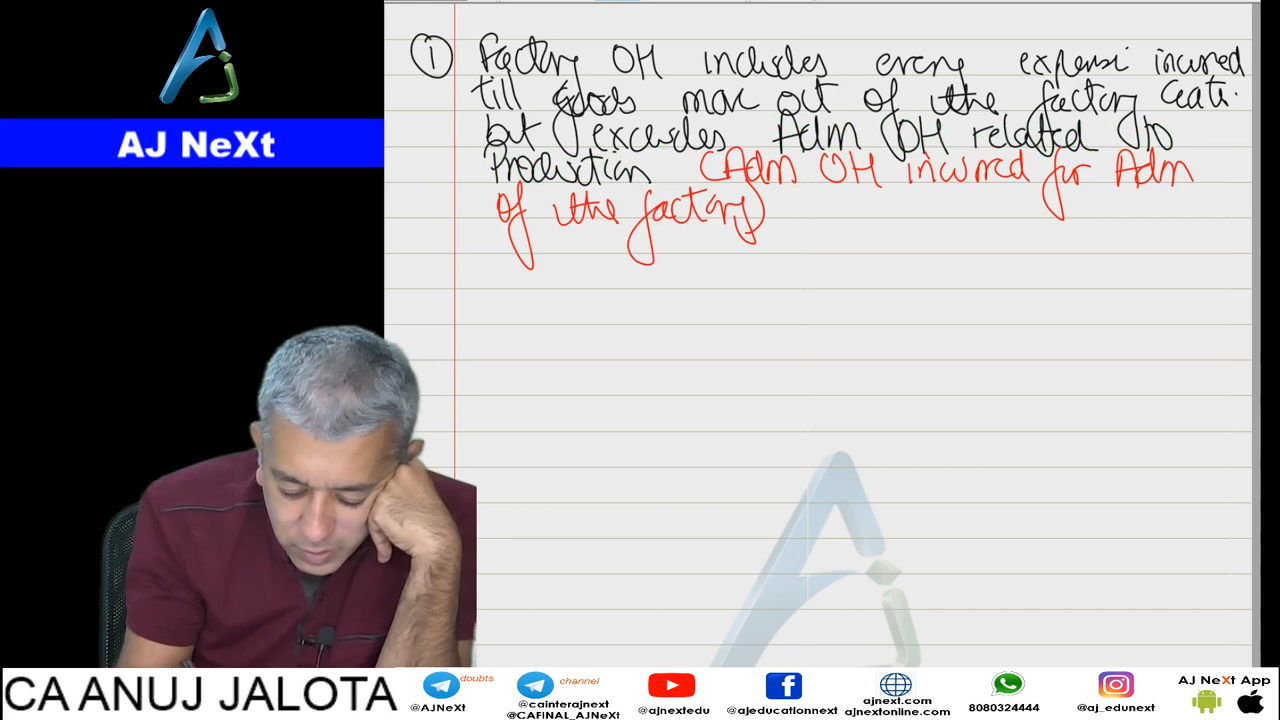 AJ NeXt
① Factory OH includes every expense incurred
till goods move out of the factory Gate.
but excludes Adm OH related to
Production (Adm OH incurred for Adm
of the factory)
CA ANUJ JALOTA
doubts
@AJNeXt
channel
@cainterajnext
@CAFINAL_AJNeXt
@ajnextedu
@ajeducationnext
ajnext.com
ajnextonline.com
8080324444
@aj_edunext
AJ NeXt App